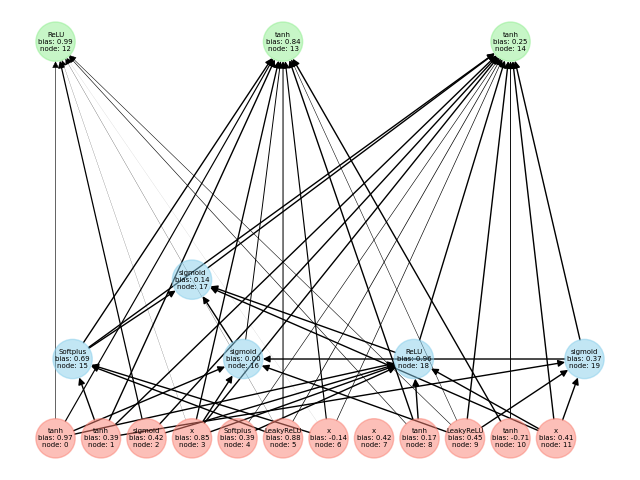 ReLU
bias: 0.99
node: 12
tanh
bias: 0.84
node: 13
tanh
bias: 0.25
node: 14
sigmoid
bias: 0.14
node: 17
Softplus
bias: 0.69
node: 15
sigmoid
bias: 0.00
node: 16
ReLU
bias: 0.96
node: 18
sigmoid
bias: 0.37
node: 19
tanh
bias: 0.97
node: 0
tanh
bias: 0.39
node: 1
sigmoid
bias: 0.42
node: 2
x
bias: 0.85
node: 3
Softplus
bias: 0.39
node: 4
LeakyReLU
bias: 0.88
node: 5
x
bias: -0.14
node: 6
x
bias: 0.42
node: 7
tanh
bias: 0.17
node: 8
LeakyReLU
bias: 0.45
node: 9
tanh
bias: -0.71
node: 10
x
bias: 0.41
node: 11